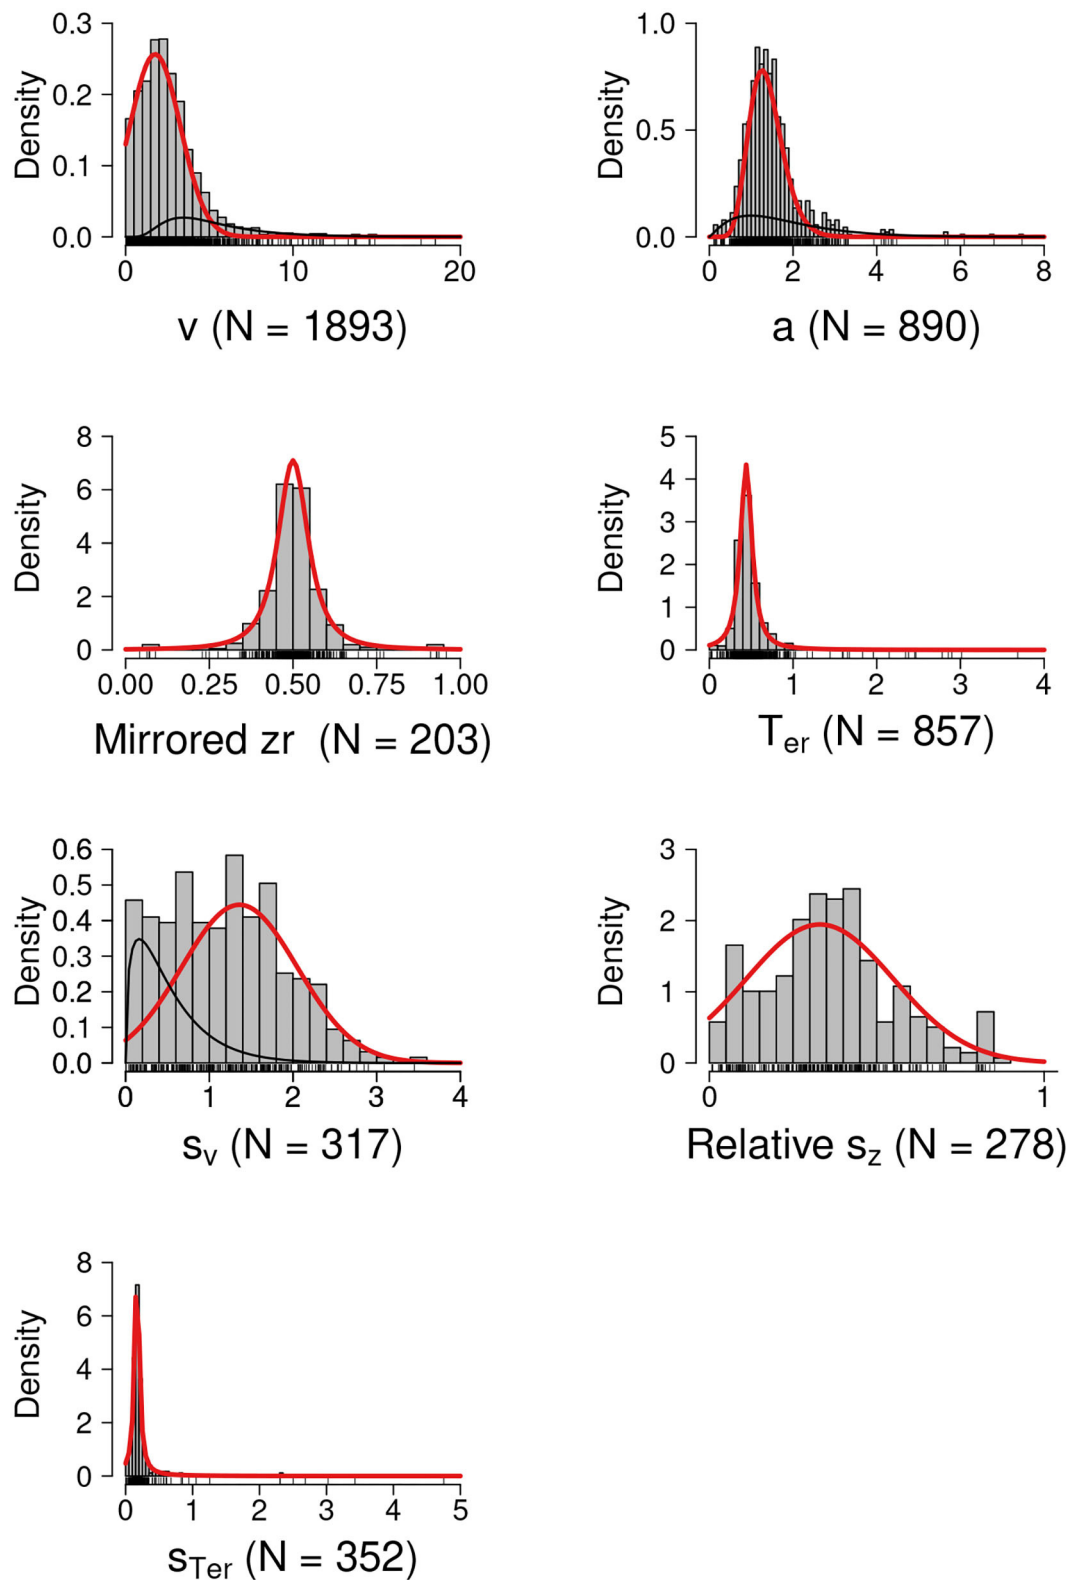 0.3
0.2
0.1
0.0
Density
0 10 20
v (N = 1893)
1.0
0.5
0.0
Density
0 2 4 6 8
a (N = 890)
8
6
4
2
0
Density
0.00 0.25 0.50 0.75 1.00
Mirrored zr (N = 203)
5
4
3
2
1
0
Density
0 1 2 3 4
Ter (N = 857)
0.6
0.5
0.4
0.3
0.2
0.1
0.0
Density
0 1 2 3 4
sv (N = 317)
3
2
1
0
Density
0 1
Relative sz (N = 278)
8
6
4
2
0
Density
0 1 2 3 4 5
sTer (N = 352)